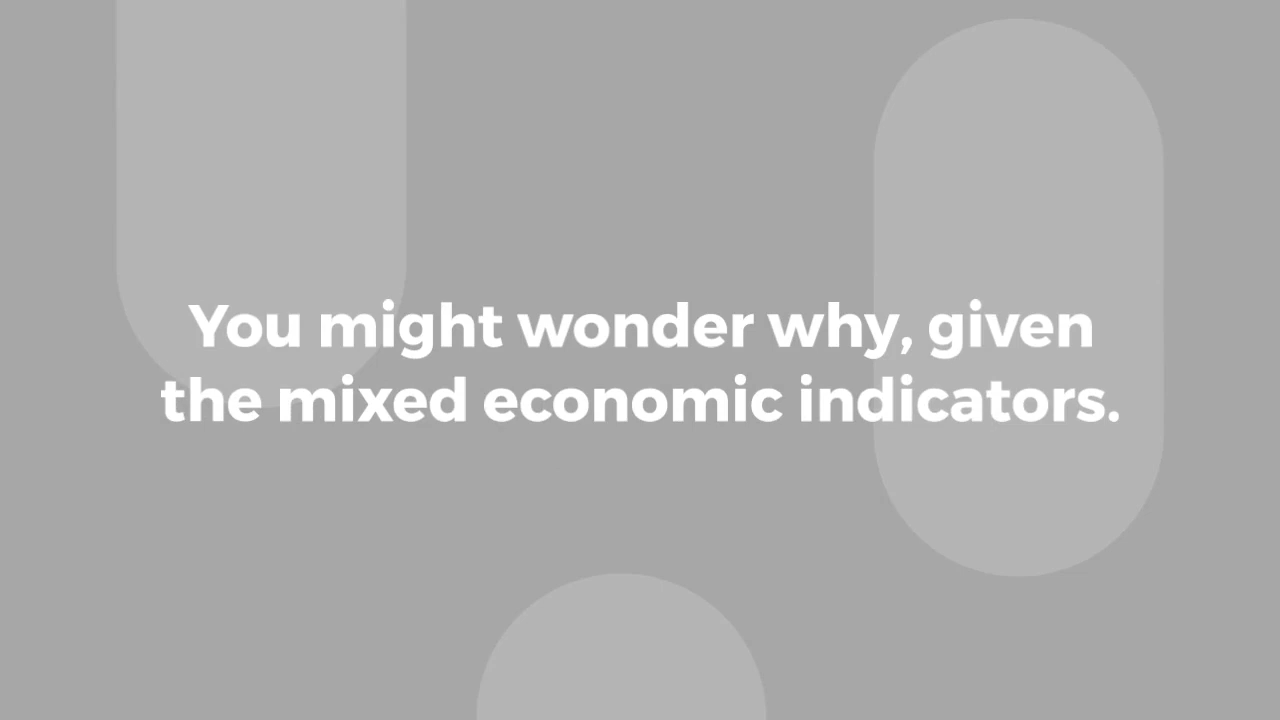 You might wonder why, given
the mixed economic indicators.